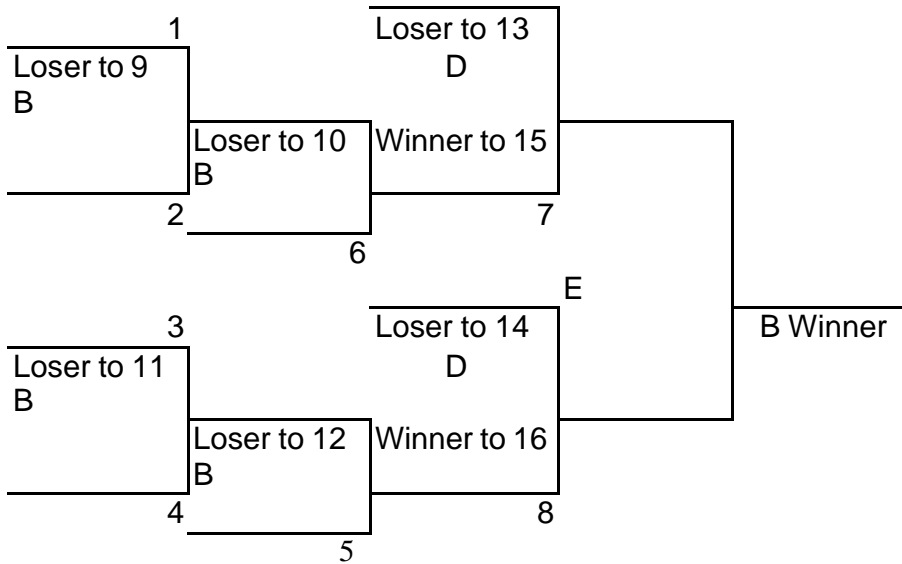 1
Loser to 13
Loser to 9
D
B
Loser to 10
Winner to 15
B
2
7
6
E
3
Loser to 14
B Winner
Loser to 11
D
B
Loser to 12
Winner to 16
B
4
8
5